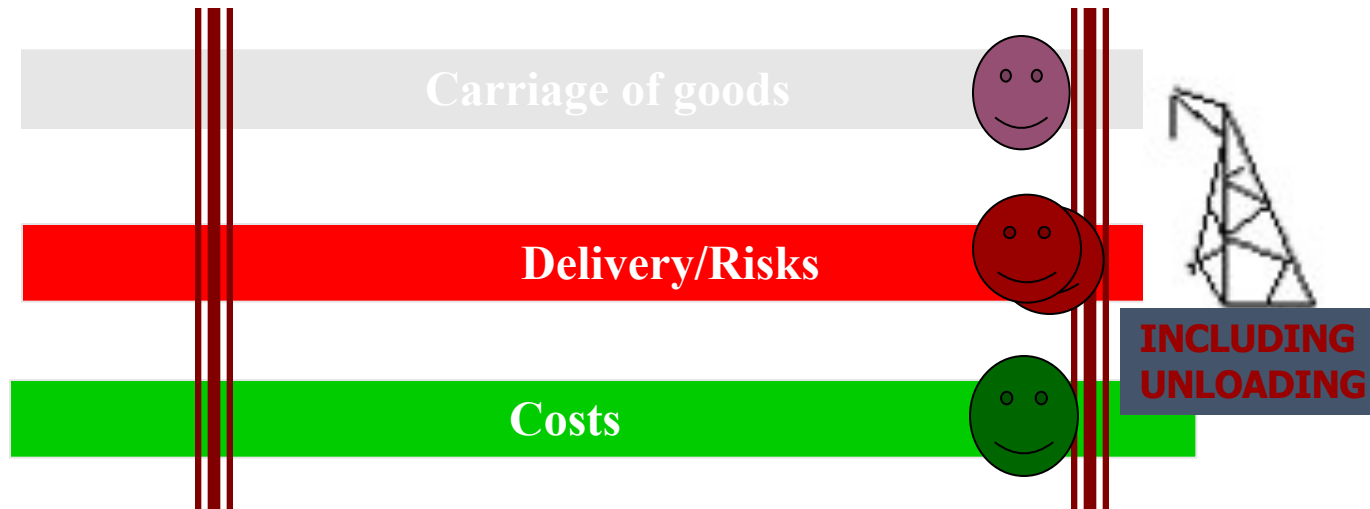 Carriage of goods
Delivery/Risks
INCLUDING
UNLOADING
Costs